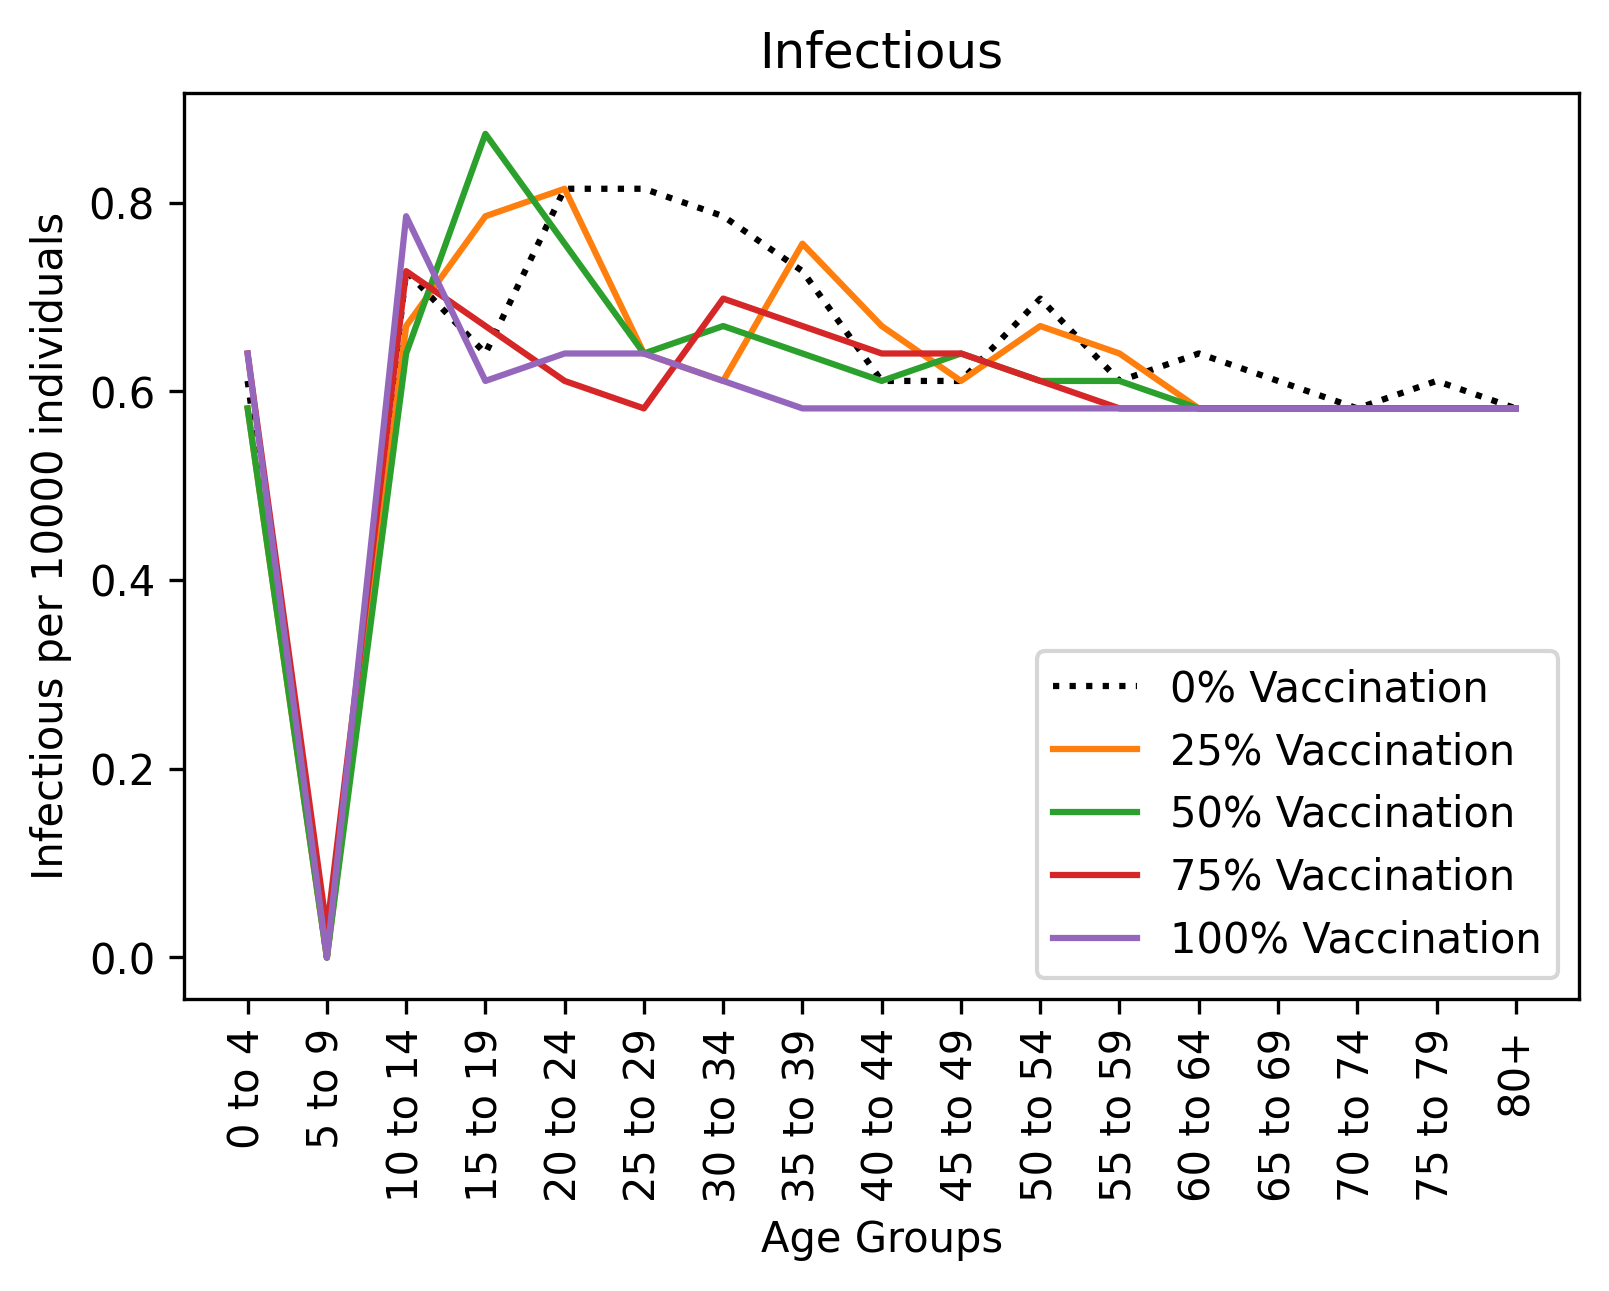 Infectious
Infectious per 10000 individuals
0.8
0.6
0.4
0.2
0.0
0% Vaccination
25% Vaccination
50% Vaccination
75% Vaccination
100% Vaccination
0 to 4
5 to 9
10 to 14
15 to 19
20 to 24
25 to 29
30 to 34
35 to 39
40 to 44
45 to 49
50 to 54
55 to 59
60 to 64
65 to 69
70 to 74
75 to 79
80+
Age Groups